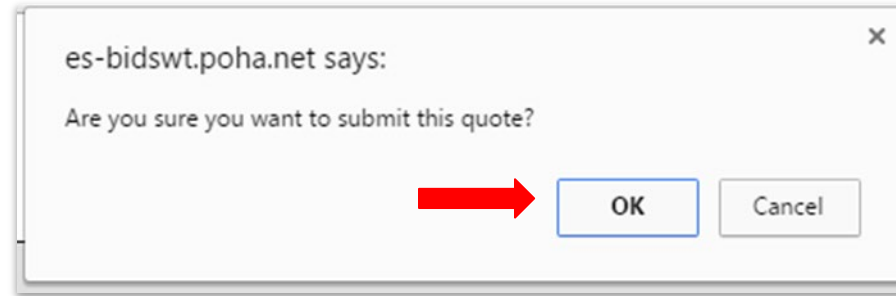 es-bidswt.poha.net says:
Are you sure you want to submit this quote?
OK
Cancel